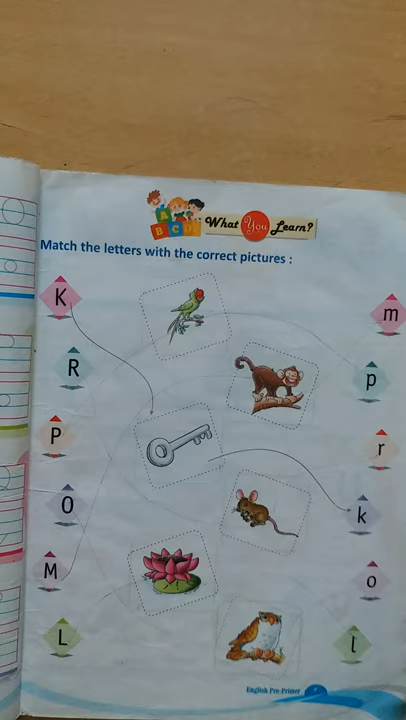 A
B C D
What You Learn?
Match the letters with the correct pictures :
K
m
R
p
P
r
O
k
M
o
L
l
English Pre-Primer